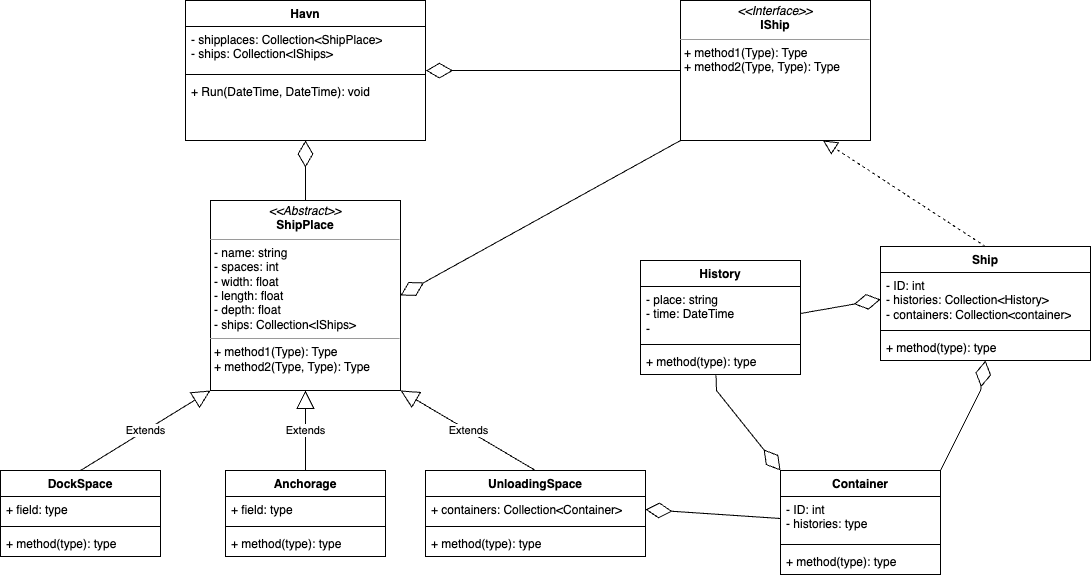 Havn
- shipplaces: Collection<ShipPlace>
- ships: Collection<IShips>
+ Run(DateTime, DateTime): void
<<Interface>>
IShip
+ method1(Type): Type
+ method2(Type, Type): Type
<<Abstract>>
ShipPlace
- name: string
- spaces: int
- width: float
- length: float
- depth: float
- ships: Collection<IShips>
+ method1(Type): Type
+ method2(Type, Type): Type
History
- place: string
- time: DateTime
-
+ method(type): type
Ship
- ID: int
- histories: Collection<History>
- containers: Collection<container>
+ method(type): type
Extends
Extends
Extends
DockSpace
+ field: type
+ method(type): type
Anchorage
+ field: type
+ method(type): type
UnloadingSpace
+ containers: Collection<Container>
+ method(type): type
Container
- ID: int
- histories: type
+ method(type): type